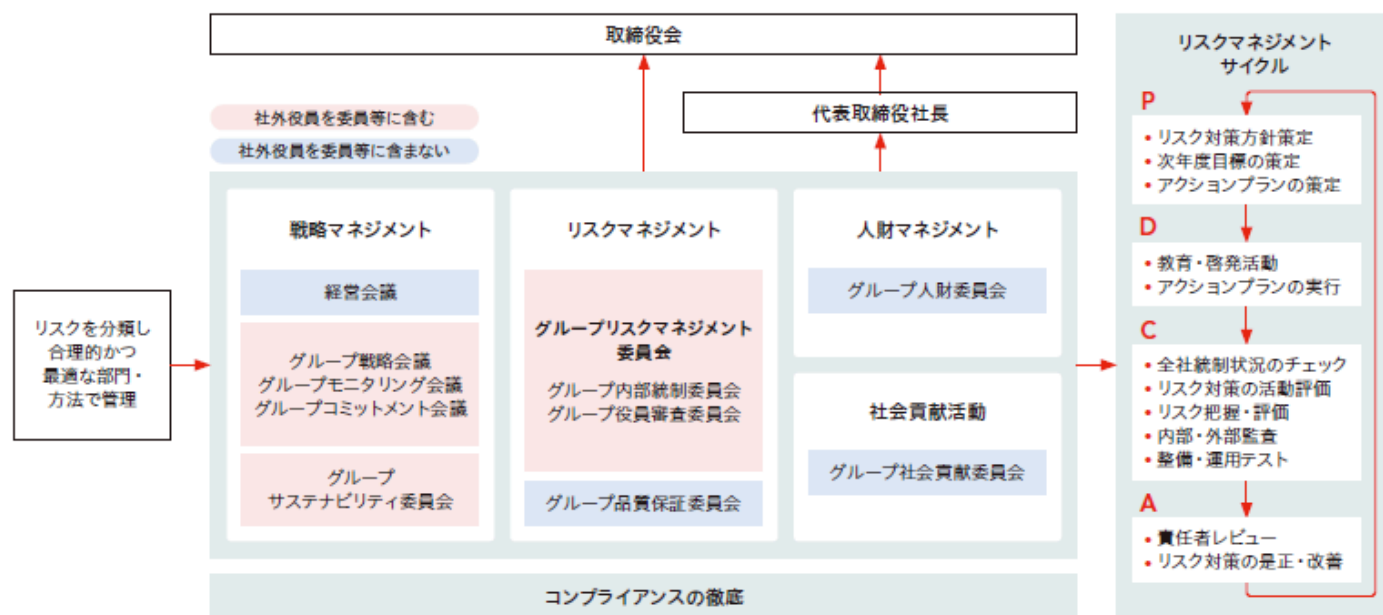 取締役会
社外役員を委員等に含む
社外役員を委員等に含まない
代表取締役社長
リスクを分類し
合理的かつ
最適な部門・
方法で管理
戦略マネジメント
経営会議
グループ戦略会議
グループモニタリング会議
グループコミットメント会議
グループ
サステナビリティ委員会
リスクマネジメント
グループリスクマネジメント
委員会
グループ内部統制委員会
グループ役員審査委員会
グループ品質保証委員会
人財マネジメント
グループ人財委員会
社会貢献活動
グループ社会貢献委員会
コンプライアンスの徹底
リスクマネジメント
サイクル
P
• リスク対策方針策定
• 次年度目標の策定
• アクションプランの策定
D
• 教育・啓発活動
• アクションプランの実行
C
• 全社統制状況のチェック
• リスク対策の活動評価
• リスク把握・評価
• 内部・外部監査
• 整備・運用テスト
A
• 責任者レビュー
• リスク対策の是正・改善